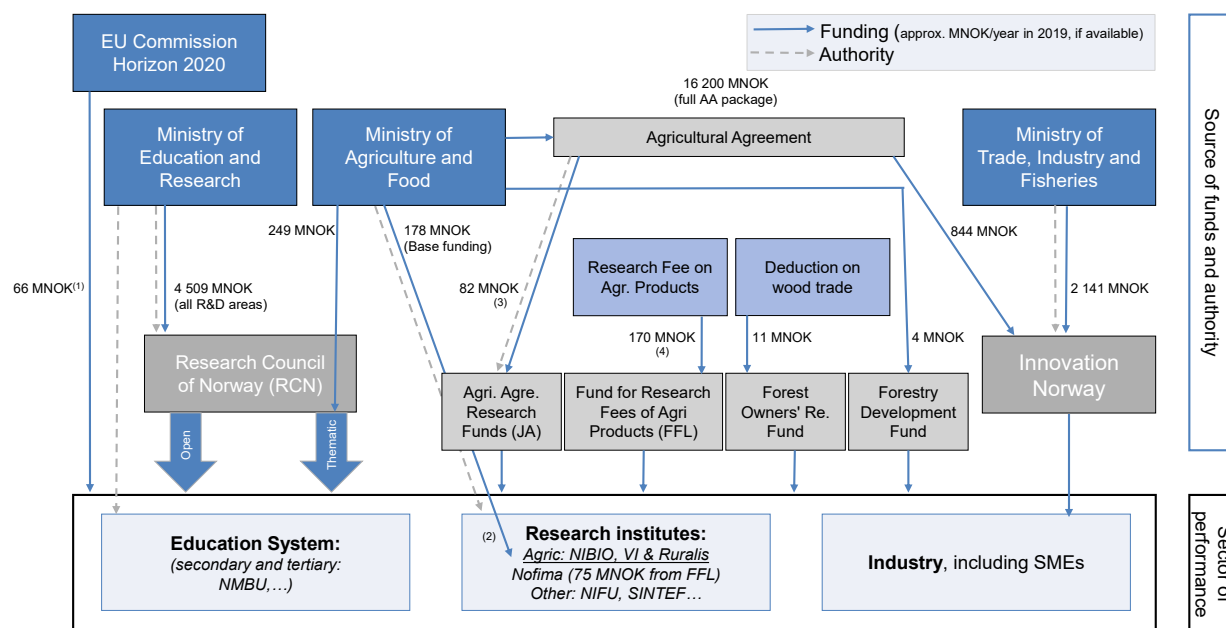 EU Commission
Horizon 2020
Funding (approx. MNOK/year in 2019, if available)
Authority
16 200 MNOK
(full AA package)
Ministry of
Education and
Research
Ministry of
Agriculture and
Food
Agricultural Agreement
Ministry of
Trade, Industry and
Fisheries
Source of funds and authority
249 MNOK
178 MNOK
(Base funding)
844 MNOK
66 MNOK(1)
4 509 MNOK
(all R&D areas)
82 MNOK
(3)
Research Fee on
Agr. Products
Deduction on
wood trade
2 141 MNOK
170 MNOK
(4)
11 MNOK
4 MNOK
Research Council
of Norway (RCN)
Innovation
Norway
Agri. Agre.
Research
Funds (JA)
Fund for Research
Fees of Agri
Products (FFL)
Forest
Owners' Re.
Fund
Forestry
Development
Fund
Open
Thematic
Education System:
(secondary and tertiary:
NMBU,…)
(2)
Research institutes:
Agric: NIBIO, VI & Ruralis
Nofima (75 MNOK from FFL)
Other: NIFU, SINTEF…
Industry, including SMEs
Sector of
performance